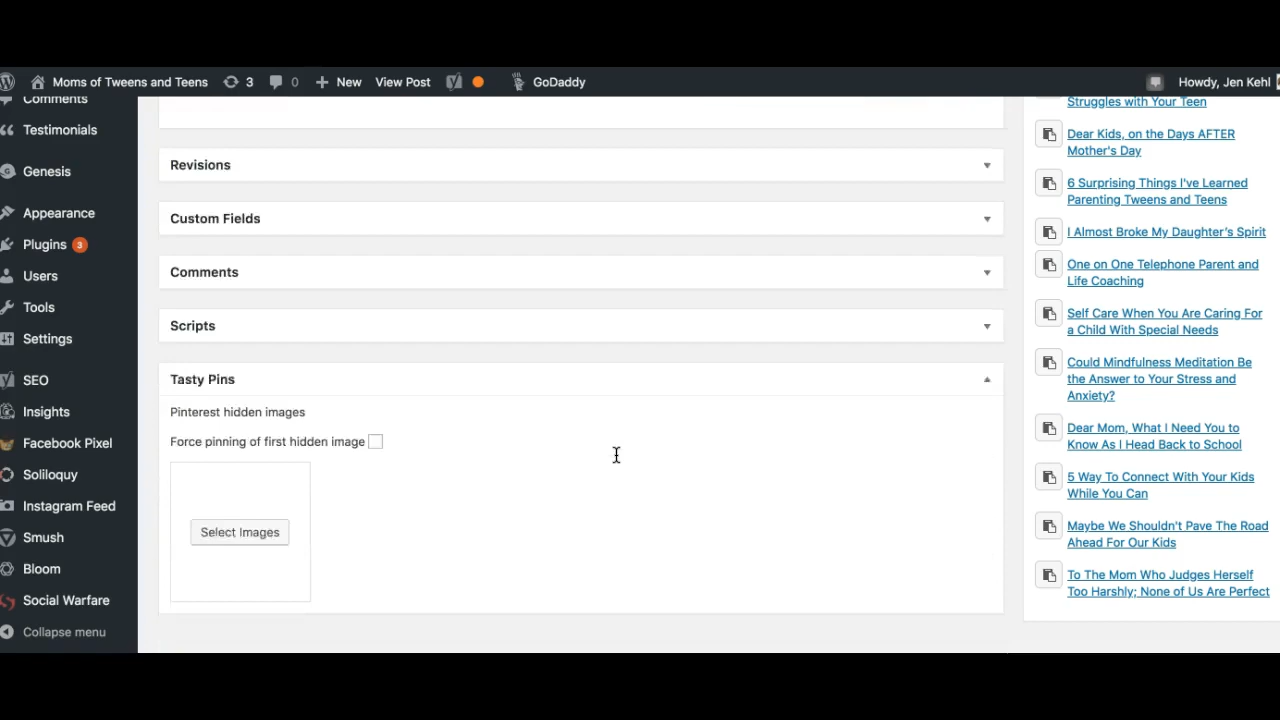 Moms of Tweens and Teens 3 0 New View Post GoDaddy Howdy, Jen Kehl
Comments
Testimonials
Genesis
Appearance
Plugins 3
Users
Tools
Settings
SEO
Insights
Facebook Pixel
Soliloquy
Instagram Feed
Smush
Bloom
Social Warfare
Collapse menu
Revisions
Custom Fields
Comments
Scripts
Tasty Pins
Pinterest hidden images
Force pinning of first hidden image
Select Images
Struggles with Your Teen
Dear Kids, on the Days AFTER
Mother's Day
6 Surprising Things I've Learned
Parenting Tweens and Teens
I Almost Broke My Daughter's Spirit
One on One Telephone Parent and
Life Coaching
Self Care When You Are Caring For
a Child With Special Needs
Could Mindfulness Meditation Be
the Answer to Your Stress and
Anxiety?
Dear Mom, What I Need You to
Know As I Head Back to School
5 Way To Connect With Your Kids
While You Can
Maybe We Shouldn't Pave The Road
Ahead For Our Kids
To The Mom Who Judges Herself
Too Harshly; None of Us Are Perfect